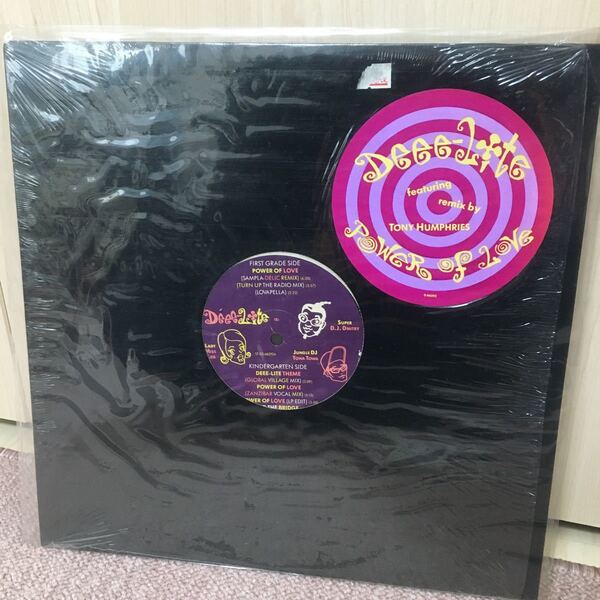 Deee-Lite
featuring
remix by
TONY HUMPHRIES
POWER OF LOVE
FIRST GRADE SIDE
POWER OF LOVE
(SAMPLA-DELIC REMIX)
(TURN UP THE RADIO MIX)
(LOVAPELLA)
Deee-Lite
SUPER
D.J. DMITRY
LADY
JUNGLE DJ
TOWA TOWA
KINDERGARTEN SIDE
DEEE-LITE THEME
(GLOBAL VILLAGE MIX)
POWER OF LOVE
(ZANZIBAR VOCAL MIX)
POWER OF LOVE (LP EDIT)
THE BRIDGE